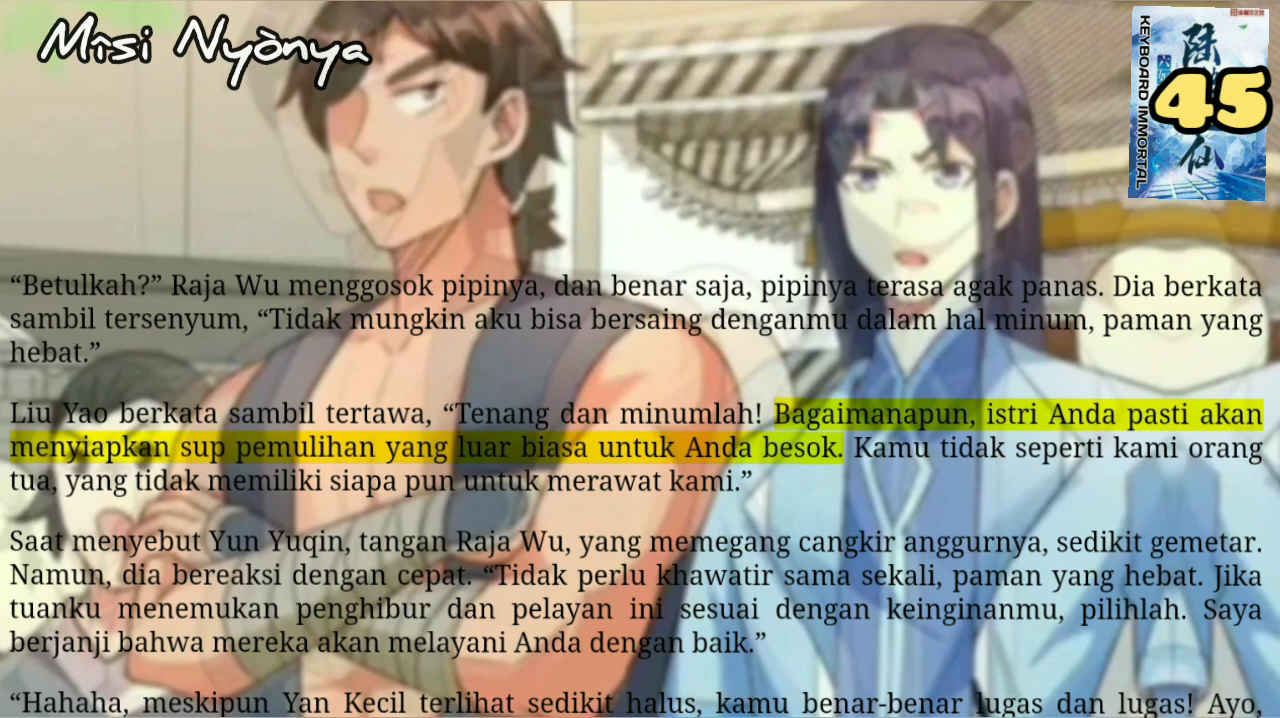 Mîsi Nyònya
KEYBOARD IMMORTAL
45
仙
“Betulkah?” Raja Wu menggosok pipinya, dan benar saja, pipinya terasa agak panas. Dia berkata
sambil tersenyum, “Tidak mungkin aku bisa bersaing denganmu dalam hal minum, paman yang
hebat.”
Liu Yao berkata sambil tertawa, “Tenang dan minumlah! Bagaimanapun, istri Anda pasti akan
menyiapkan sup pemulihan yang luar biasa untuk Anda besok. Kamu tidak seperti kami orang
tua, yang tidak memiliki siapa pun untuk merawat kami.”
Saat menyebut Yun Yuqin, tangan Raja Wu, yang memegang cangkir anggurnya, sedikit gemetar.
Namun, dia bereaksi dengan cepat. “Tidak perlu khawatir sama sekali, paman yang hebat. Jika
tuanku menemukan penghibur dan pelayan ini sesuai dengan keinginanmu, pilihlah. Saya
berjanji bahwa mereka akan melayani Anda dengan baik.”
“Hahaha, meskipun Yan Kecil terlihat sedikit halus, kamu benar-benar lugas dan lugas! Ayo,